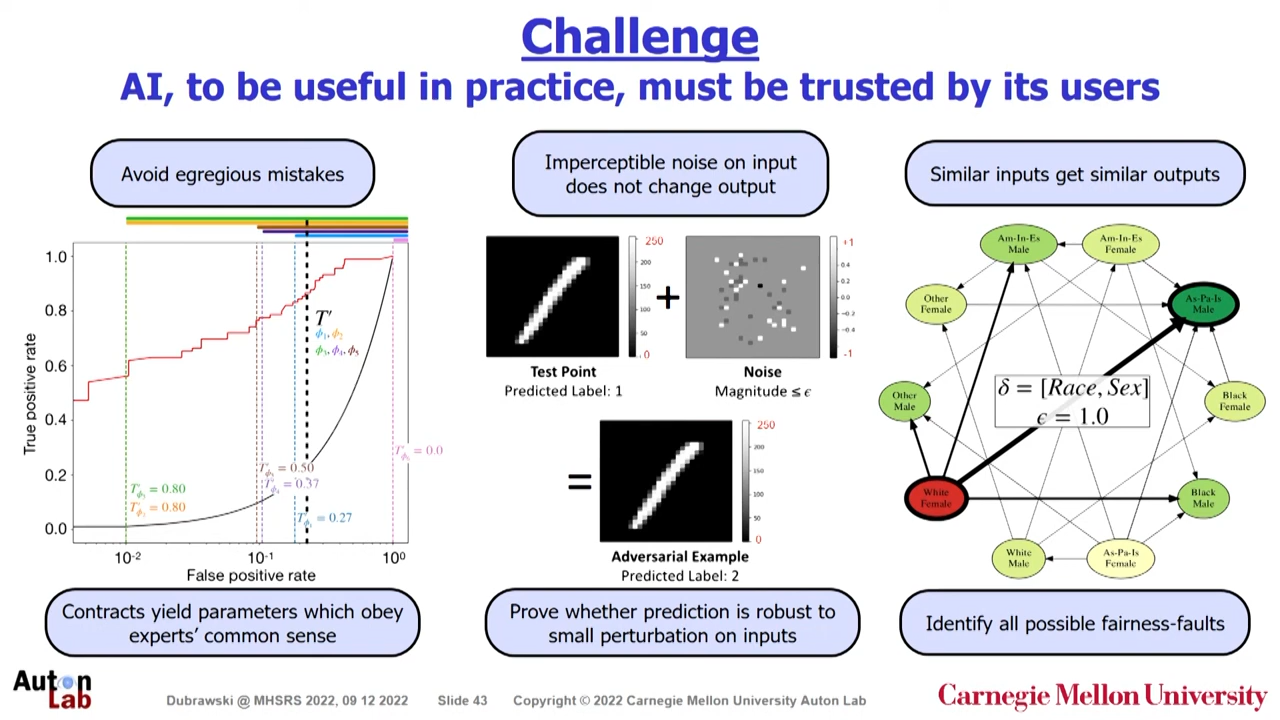 Challenge
AI, to be useful in practice, must be trusted by its users
Avoid egregious mistakes
1.0
0.8
0.6
0.4
0.2
0.0
True positive rate
T′
ϕ₁, ϕ₂
ϕ₃, ϕ₄, ϕ₅
= 0.50
= 0.37
= 0.80
= 0.80
= 0.27
= 0.0
10⁻²
10⁻¹
10⁰
False positive rate
Contracts yield parameters which obey
experts’ common sense
Imperceptible noise on input
does not change output
250
200
150
100
50
0
+
+1
0.4
0.2
0.0
−0.2
−0.4
-1
Test Point
Predicted Label: 1
Noise
Magnitude ≤ ϵ
=
250
200
150
100
50
0
Adversarial Example
Predicted Label: 2
Prove whether prediction is robust to
small perturbation on inputs
Similar inputs get similar outputs
Am-In-Es
Male
Am-In-Es
Female
Other
Female
As-Pa-Is
Male
Other
Male
δ = [Race, Sex]
ϵ = 1.0
Black
Female
White
Female
Black
Male
White
Male
As-Pa-Is
Female
Identify all possible fairness-faults
Auton
Lab
Dubrawski @ MHSRS 2022, 09 12 2022
Slide 43
Copyright © 2022 Carnegie Mellon University Auton Lab
Carnegie Mellon University